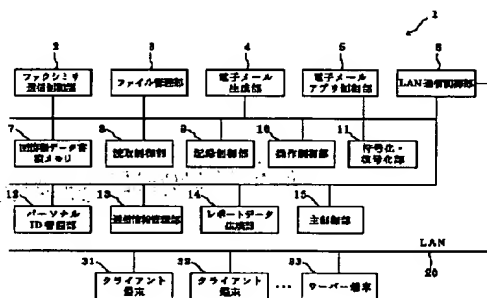 1
2
3
4
5
6
ファクシミリ
通信制御部
ファイル管理部
電子メール
生成部
電子メール
アプリ制御部
LAN通信制御部
7
8
9
10
11
画情報データ蓄
積メモリ
読取制御部
記録制御部
操作制御部
符号化・
復号化部
12
13
14
15
パーソナル
ID管理部
通信情報管理部
レポートデータ
生成部
主制御部
LAN
20
31
32
33
クライアント
端末
クライアント
端末
...
サーバー端末